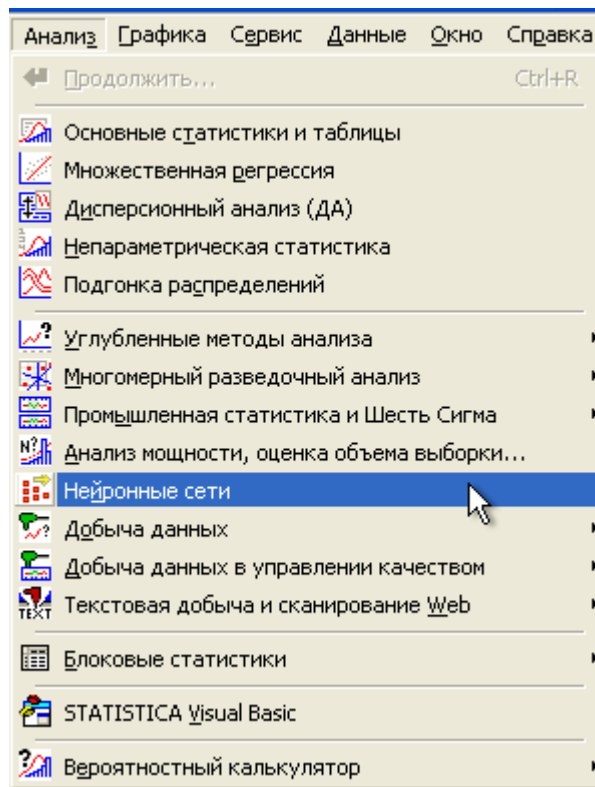 Анализ Графика Сервис Данные Окно Справка
Продолжить... Ctrl+R
Основные статистики и таблицы
Множественная регрессия
Дисперсионный анализ (ДА)
Непараметрическая статистика
Подгонка распределений
Углубленные методы анализа
Многомерный разведочный анализ
Промышленная статистика и Шесть Сигма
Анализ мощности, оценка объема выборки...
Нейронные сети
Добыча данных
Добыча данных в управлении качеством
Текстовая добыча и сканирование Web
Блоковые статистики
STATISTICA Visual Basic
Вероятностный калькулятор